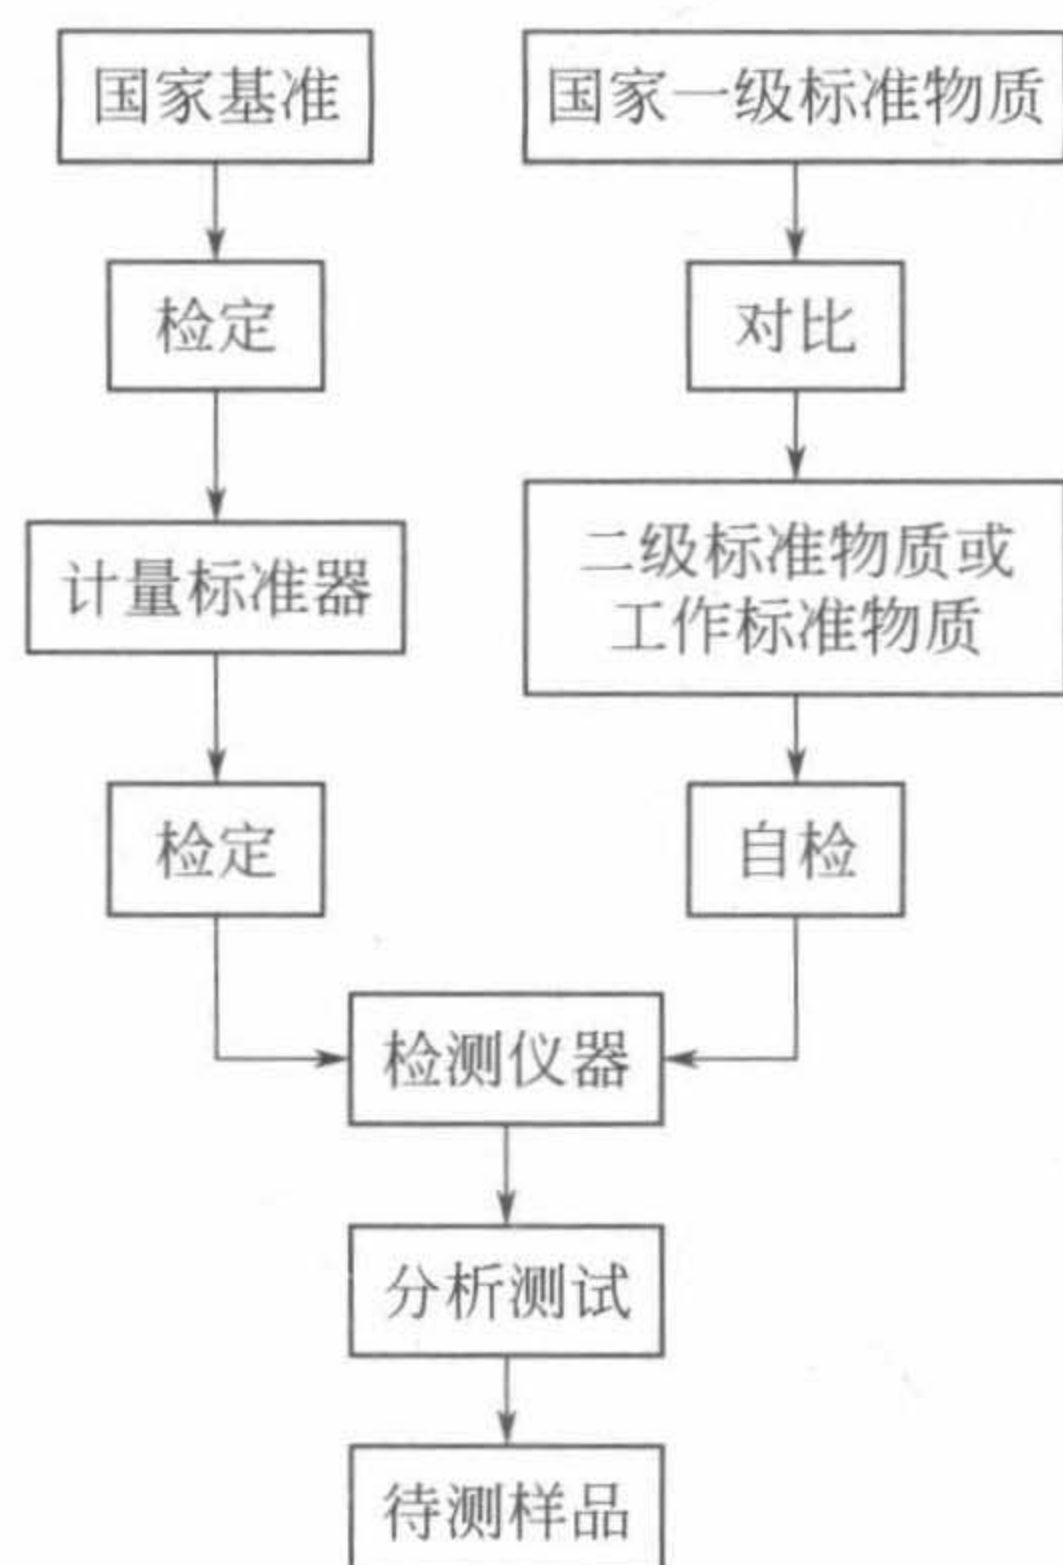 国家基准
国家一级标准物质
检定
对比
计量标准器
二级标准物质或
工作标准物质
检定
自检
检测仪器
分析测试
待测样品